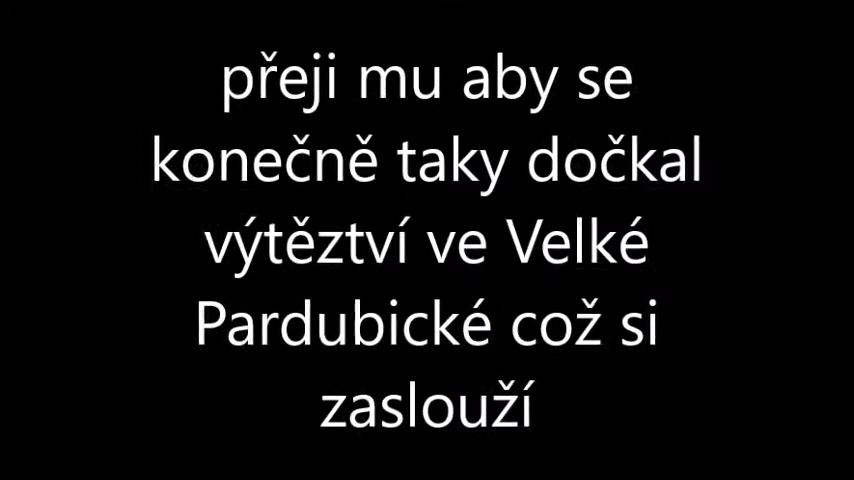 přeji mu aby se
konečně taky dočkal
výtěztví ve Velké
Pardubické což si
zaslouží